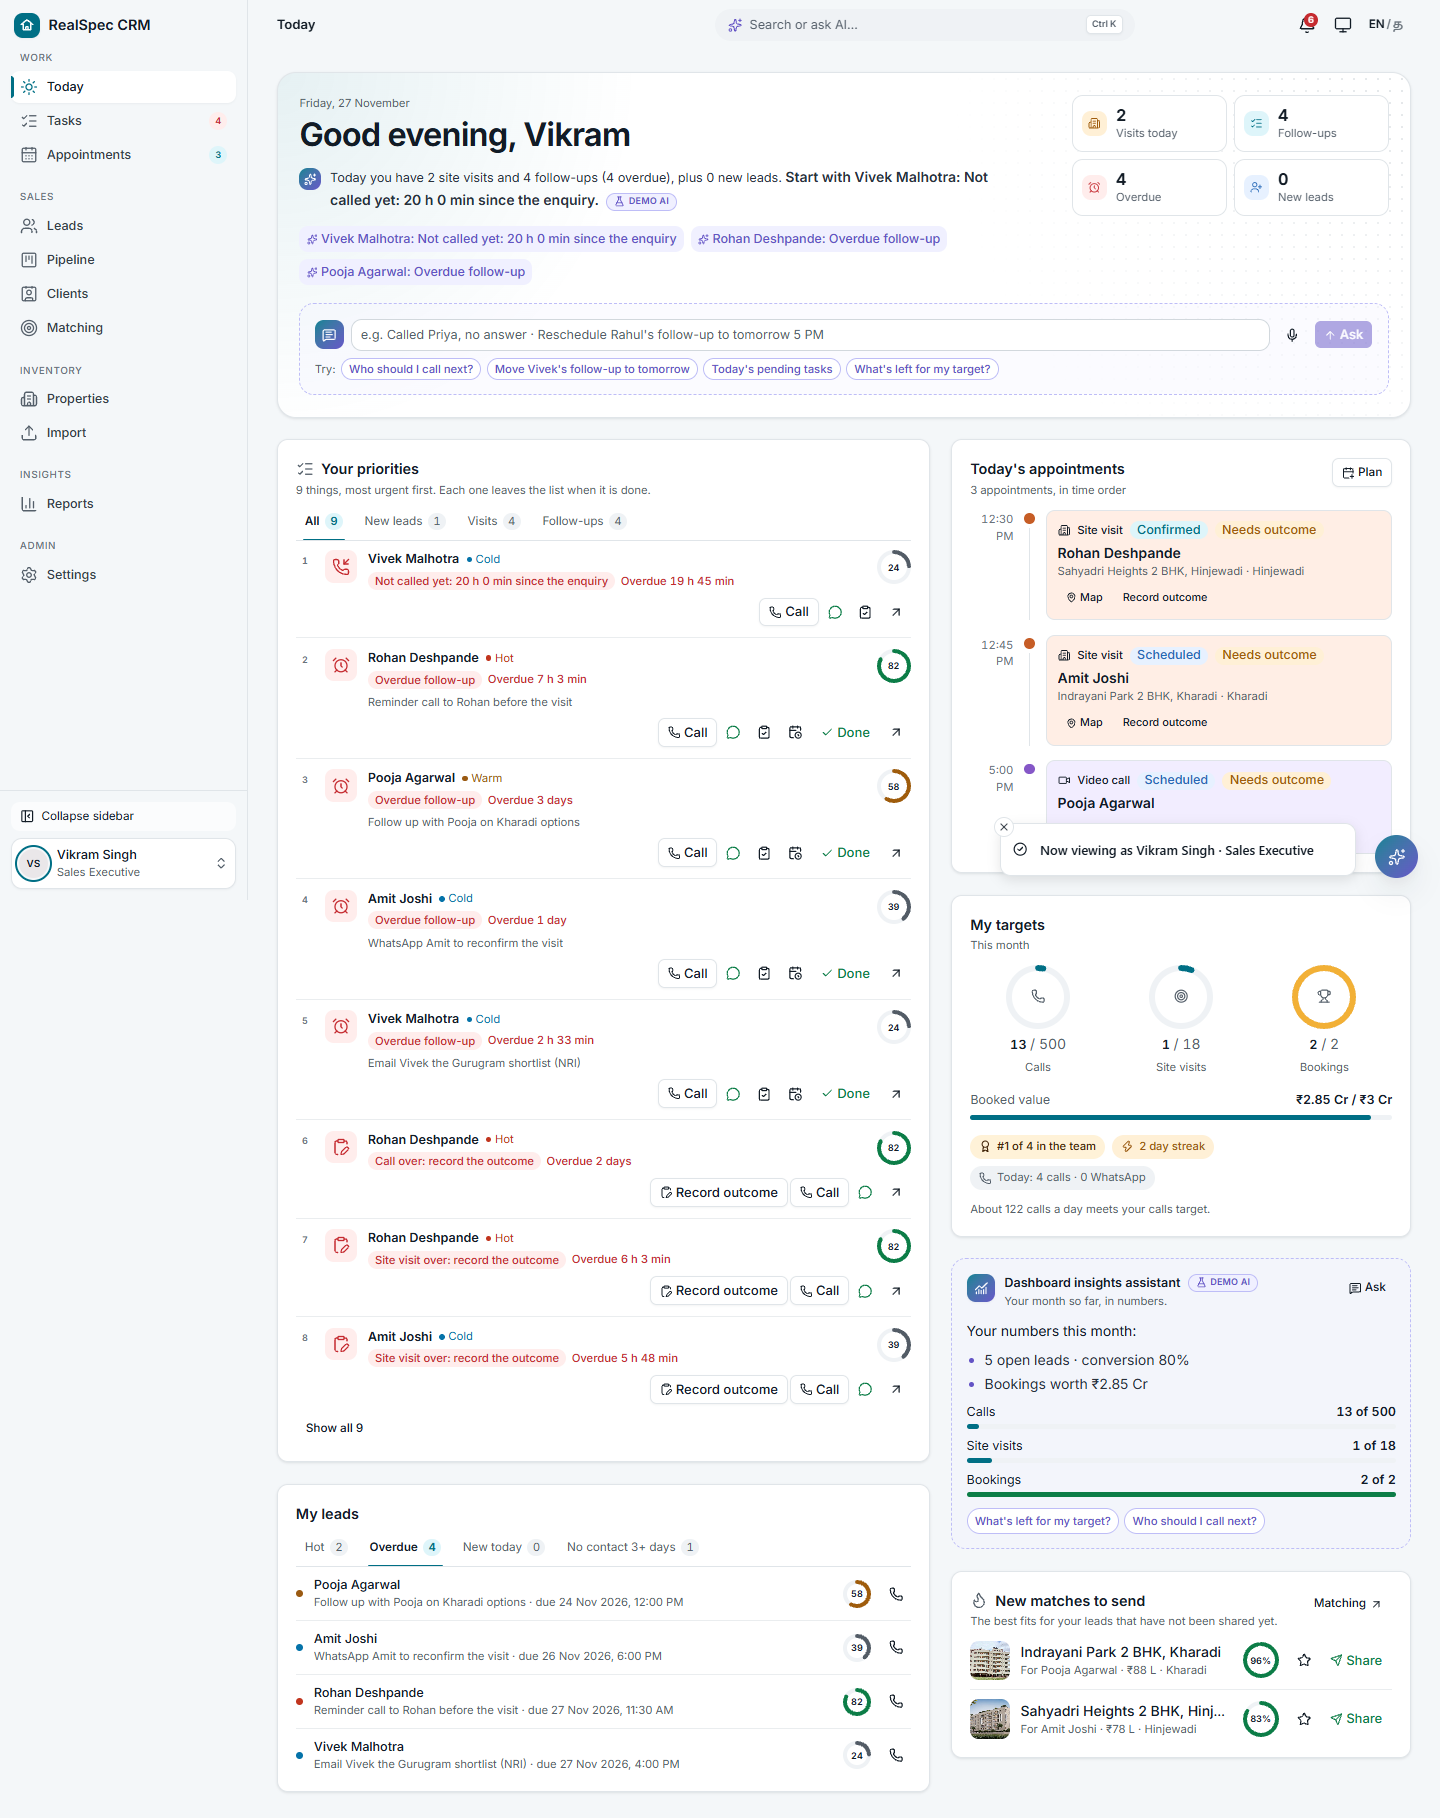 RealSpec CRM
WORK
Today
Tasks 4
Appointments 3
SALES
Leads
Pipeline
Clients
Matching
INVENTORY
Properties
Import
INSIGHTS
Reports
ADMIN
Settings
Collapse sidebar
VS
Vikram Singh
Sales Executive
Today
Search or ask AI...
Ctrl K
6
EN / த
Friday, 27 November
Good evening, Vikram
Today you have 2 site visits and 4 follow-ups (4 overdue), plus 0 new leads. Start with Vivek Malhotra: Not
called yet: 20 h 0 min since the enquiry. DEMO AI
Vivek Malhotra: Not called yet: 20 h 0 min since the enquiry
Rohan Deshpande: Overdue follow-up
Pooja Agarwal: Overdue follow-up
2
Visits today
4
Follow-ups
4
Overdue
0
New leads
e.g. Called Priya, no answer · Reschedule Rahul's follow-up to tomorrow 5 PM
Ask
Try: Who should I call next? Move Vivek's follow-up to tomorrow Today's pending tasks What's left for my target?
Your priorities
9 things, most urgent first. Each one leaves the list when it is done.
All 9 New leads 1 Visits 4 Follow-ups 4
1 Vivek Malhotra Cold 24
Not called yet: 20 h 0 min since the enquiry Overdue 19 h 45 min
Call
2 Rohan Deshpande Hot 82
Overdue follow-up Overdue 7 h 3 min
Reminder call to Rohan before the visit
Call Done
3 Pooja Agarwal Warm 58
Overdue follow-up Overdue 3 days
Follow up with Pooja on Kharadi options
Call Done
4 Amit Joshi Cold 39
Overdue follow-up Overdue 1 day
WhatsApp Amit to reconfirm the visit
Call Done
5 Vivek Malhotra Cold 24
Overdue follow-up Overdue 2 h 33 min
Email Vivek the Gurugram shortlist (NRI)
Call Done
6 Rohan Deshpande Hot 82
Call over: record the outcome Overdue 2 days
Record outcome Call
7 Rohan Deshpande Hot 82
Site visit over: record the outcome Overdue 6 h 3 min
Record outcome Call
8 Amit Joshi Cold 39
Site visit over: record the outcome Overdue 5 h 48 min
Record outcome Call
Show all 9
My leads
Hot 2 Overdue 4 New today 0 No contact 3+ days 1
Pooja Agarwal
Follow up with Pooja on Kharadi options · due 24 Nov 2026, 12:00 PM
58
Amit Joshi
WhatsApp Amit to reconfirm the visit · due 26 Nov 2026, 6:00 PM
39
Rohan Deshpande
Reminder call to Rohan before the visit · due 27 Nov 2026, 11:30 AM
82
Vivek Malhotra
Email Vivek the Gurugram shortlist (NRI) · due 27 Nov 2026, 4:00 PM
24
Today's appointments
Plan
3 appointments, in time order
12:30 PM
Site visit Confirmed Needs outcome
Rohan Deshpande
Sahyadri Heights 2 BHK, Hinjewadi · Hinjewadi
Map Record outcome
12:45 PM
Site visit Scheduled Needs outcome
Amit Joshi
Indrayani Park 2 BHK, Kharadi · Kharadi
Map Record outcome
5:00 PM
Video call Scheduled Needs outcome
Pooja Agarwal
Now viewing as Vikram Singh · Sales Executive
My targets
This month
13 / 500
Calls
1 / 18
Site visits
2 / 2
Bookings
Booked value ₹2.85 Cr / ₹3 Cr
#1 of 4 in the team 2 day streak
Today: 4 calls · 0 WhatsApp
About 122 calls a day meets your calls target.
Dashboard insights assistant DEMO AI
Ask
Your month so far, in numbers.
Your numbers this month:
• 5 open leads · conversion 80%
• Bookings worth ₹2.85 Cr
Calls 13 of 500
Site visits 1 of 18
Bookings 2 of 2
What's left for my target? Who should I call next?
New matches to send
Matching
The best fits for your leads that have not been shared yet.
Indrayani Park 2 BHK, Kharadi
For Pooja Agarwal · ₹88 L · Kharadi
96%
Share
Sahyadri Heights 2 BHK, Hinj...
For Amit Joshi · ₹78 L · Hinjewadi
83%
Share